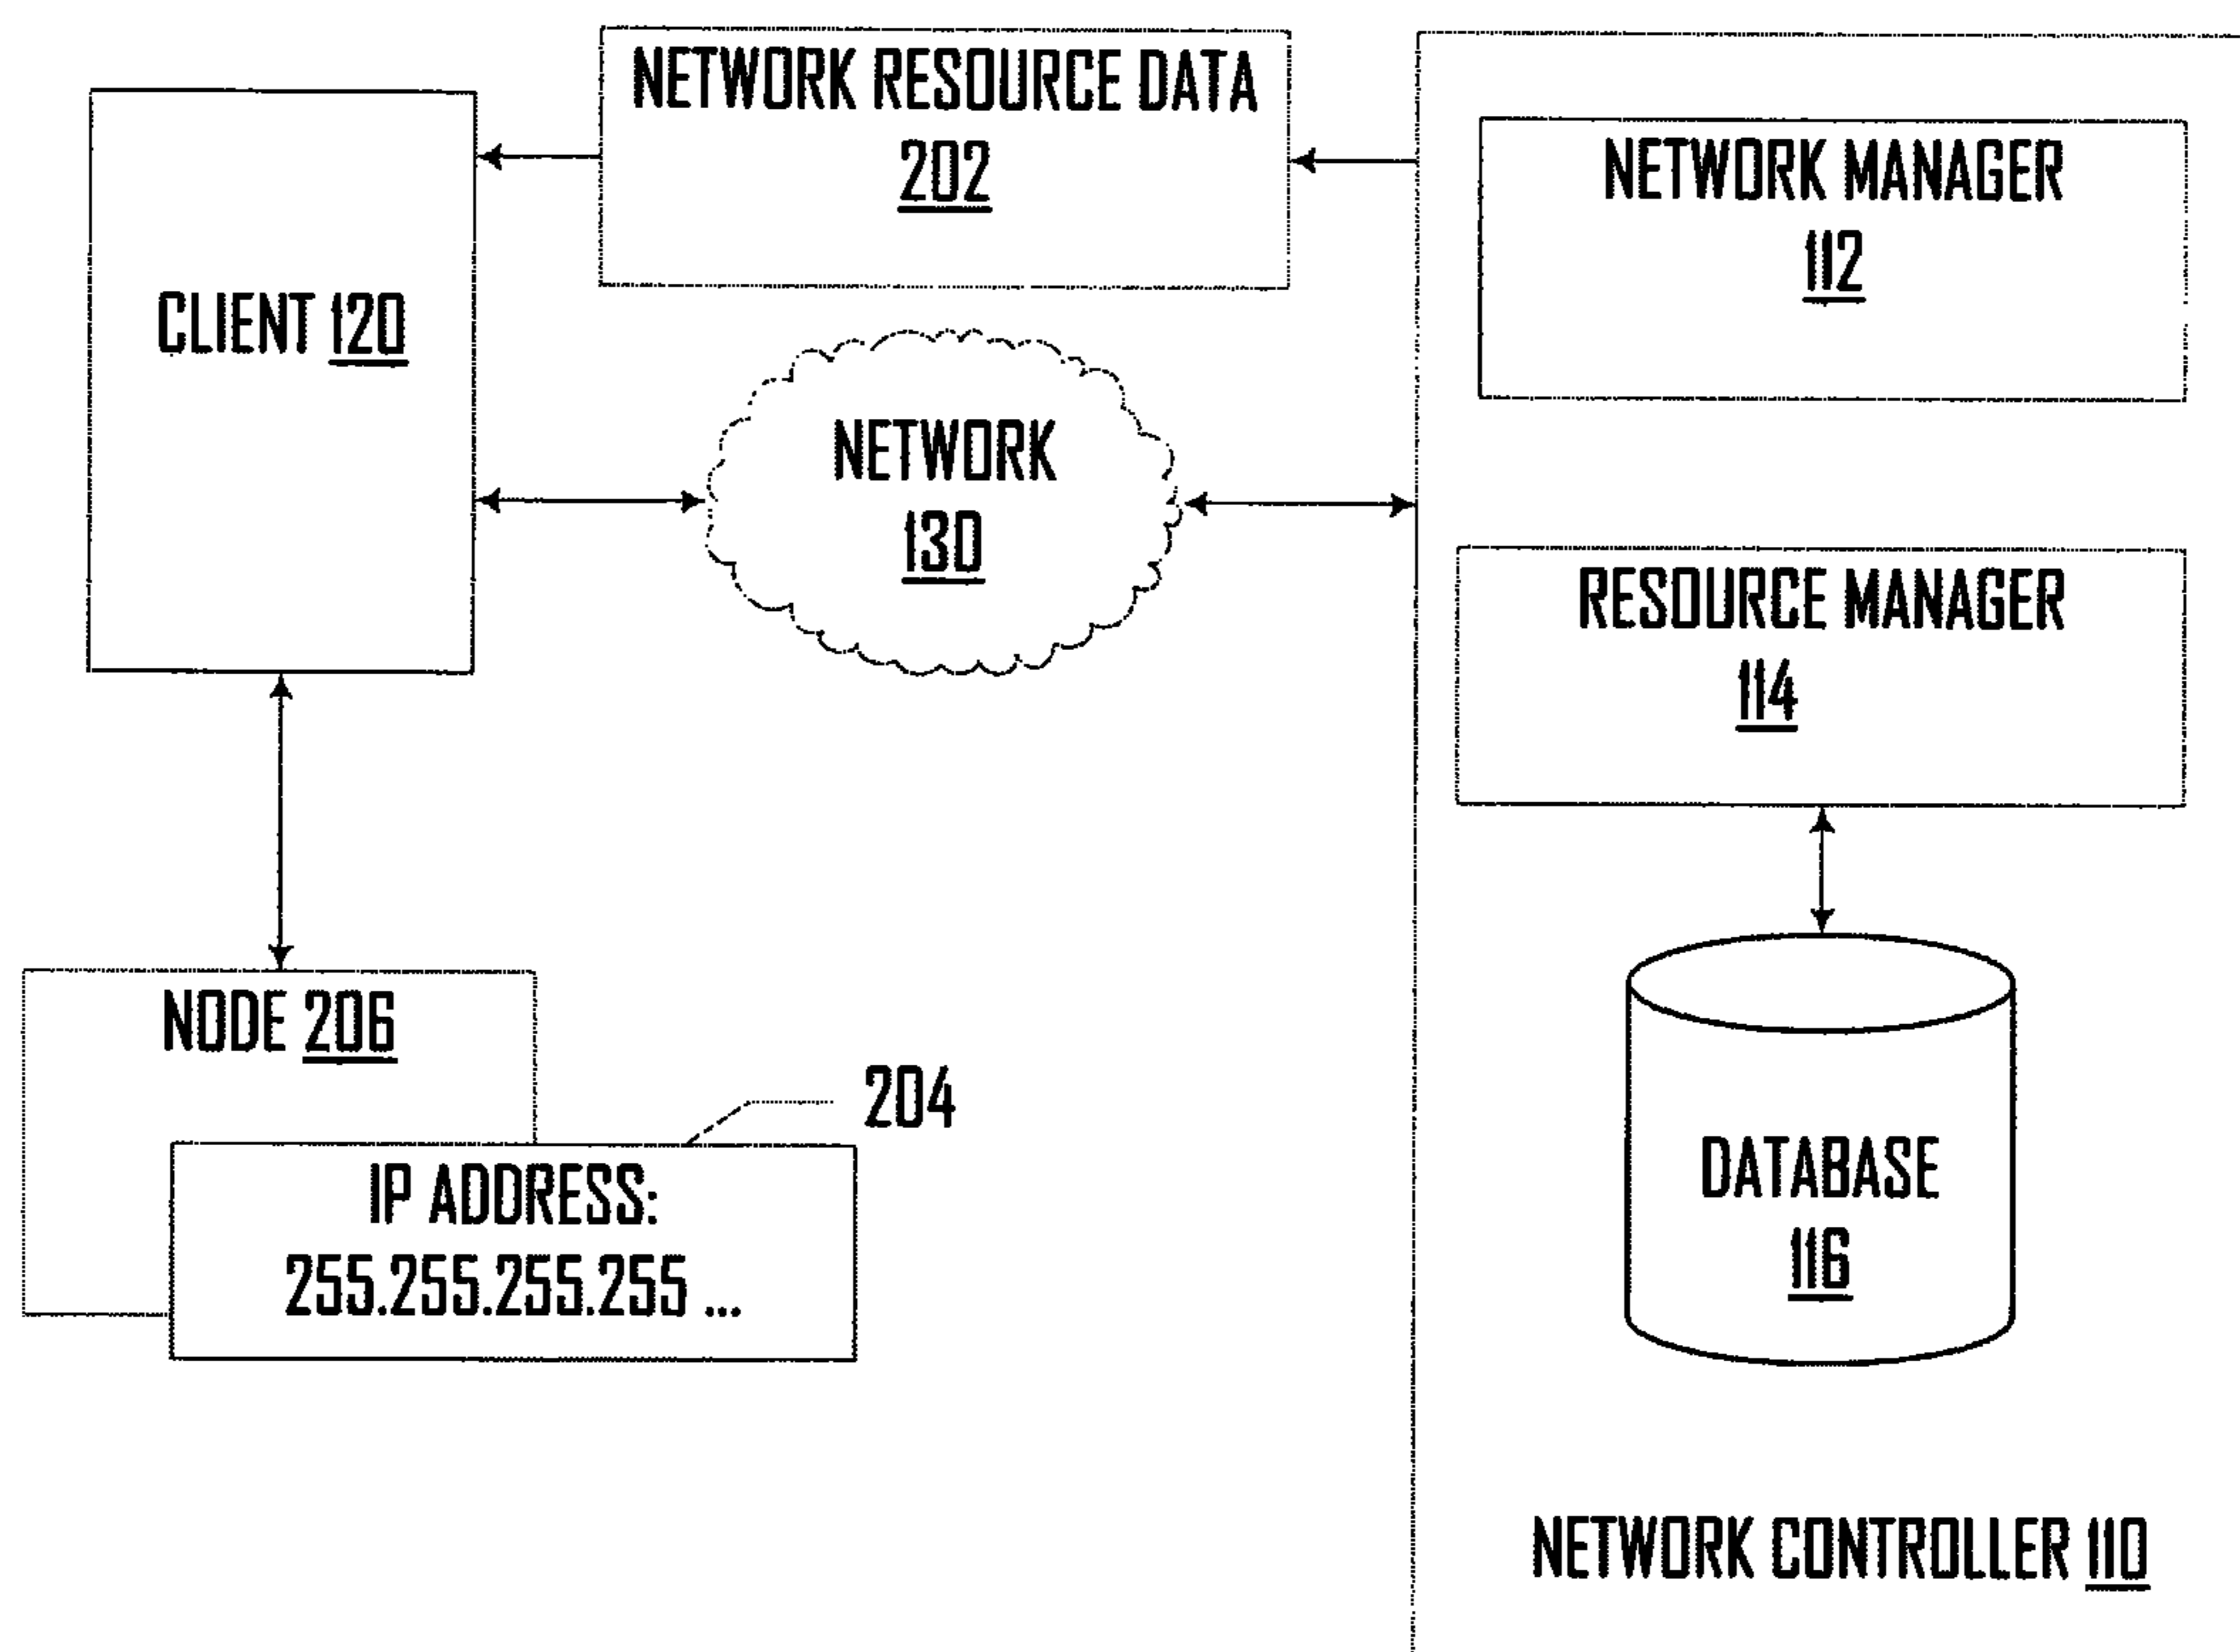 NETWORK RESOURCE DATA
202
NETWORK MANAGER
112
CLIENT 120
NETWORK
130
RESOURCE MANAGER
114
NODE 206
204
IP ADDRESS:
255.255.255.255 ...
DATABASE
116
NETWORK CONTROLLER 110